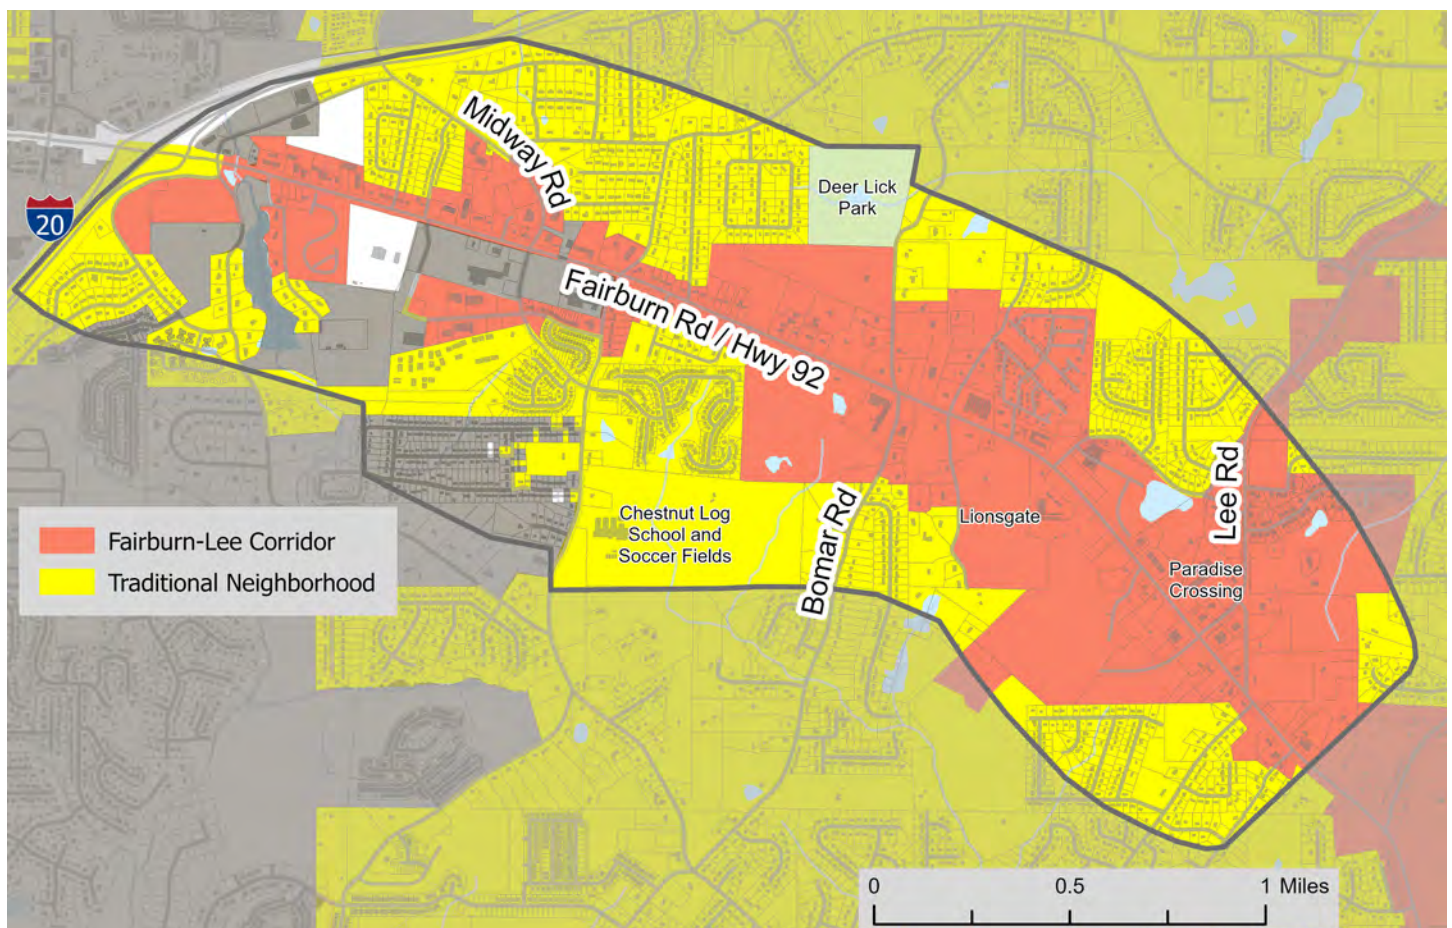 Midway Rd
Deer Lick
Park
20
Fairburn Rd / Hwy 92
Chestnut Log
School and
Soccer Fields
Bomar Rd
Lionsgate
Lee Rd
Paradise
Crossing
Fairburn-Lee Corridor
Traditional Neighborhood
0 0.5 1 Miles